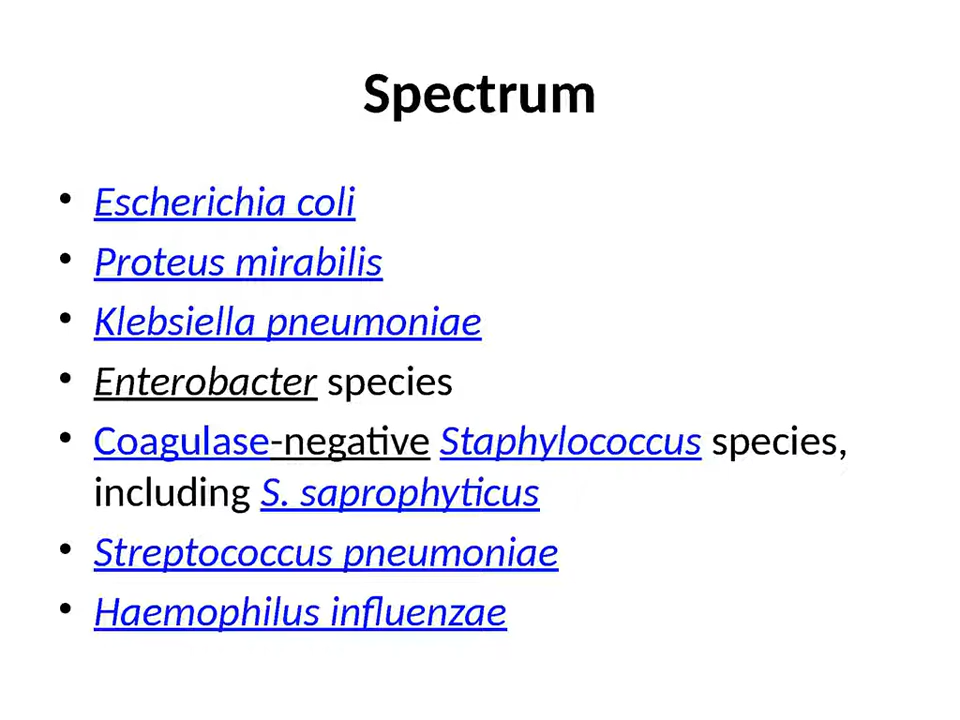 Spectrum
• Escherichia coli
• Proteus mirabilis
• Klebsiella pneumoniae
• Enterobacter species
• Coagulase-negative Staphylococcus species,
including S. saprophyticus
• Streptococcus pneumoniae
• Haemophilus influenzae